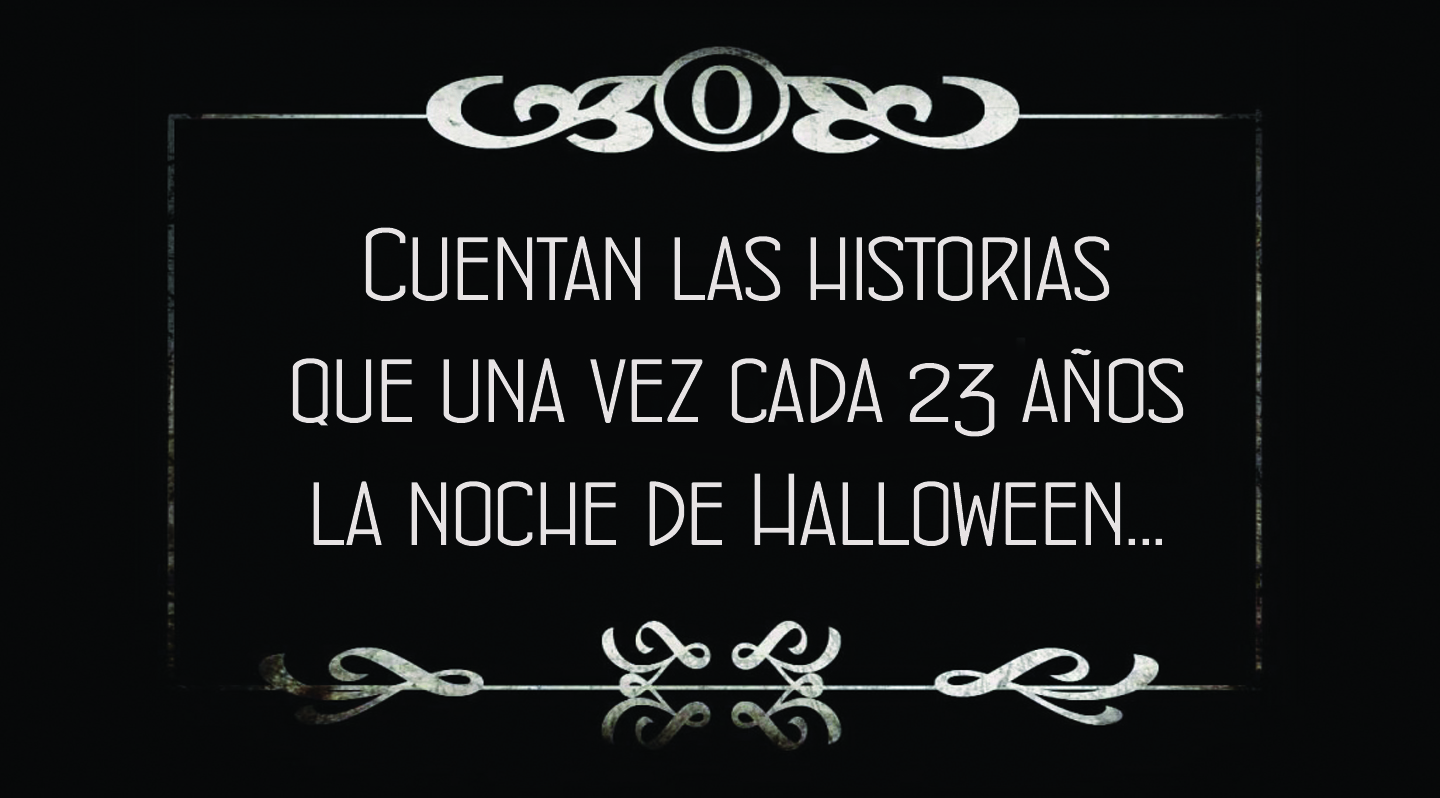 O
Cuentan las historias
que una vez cada 23 años
la noche de Halloween...